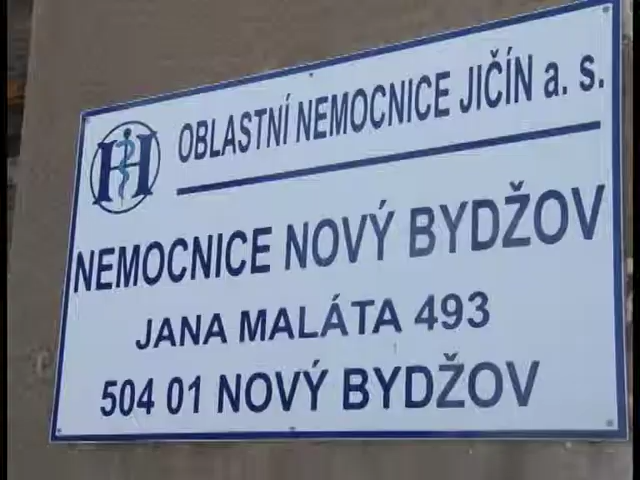 H
OBLASTNÍ NEMOCNICE JIČÍN a. s.
NEMOCNICE NOVÝ BYDŽOV
JANA MALÁTA 493
504 01 NOVÝ BYDŽOV